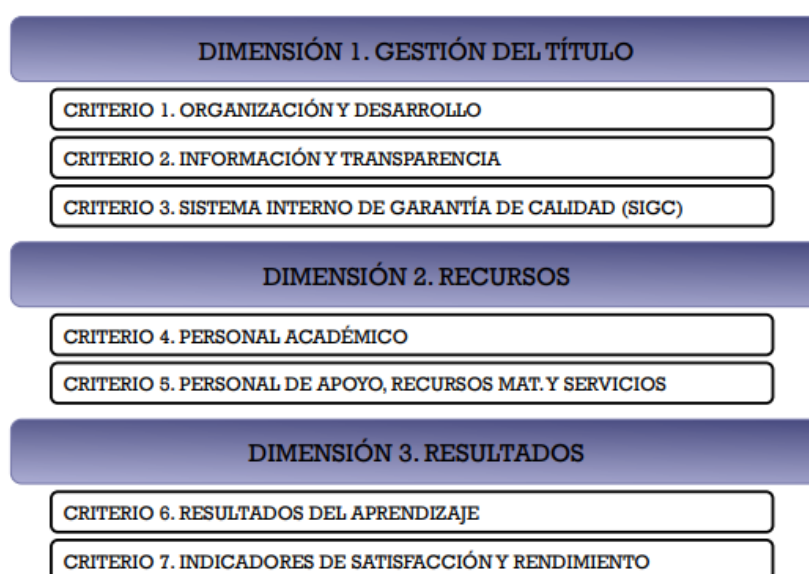 DIMENSIÓN 1. GESTIÓN DEL TÍTULO
CRITERIO 1. ORGANIZACIÓN Y DESARROLLO
CRITERIO 2. INFORMACIÓN Y TRANSPARENCIA
CRITERIO 3. SISTEMA INTERNO DE GARANTÍA DE CALIDAD (SIGC)
DIMENSIÓN 2. RECURSOS
CRITERIO 4. PERSONAL ACADÉMICO
CRITERIO 5. PERSONAL DE APOYO, RECURSOS MAT. Y SERVICIOS
DIMENSIÓN 3. RESULTADOS
CRITERIO 6. RESULTADOS DEL APRENDIZAJE
CRITERIO 7. INDICADORES DE SATISFACCIÓN Y RENDIMIENTO